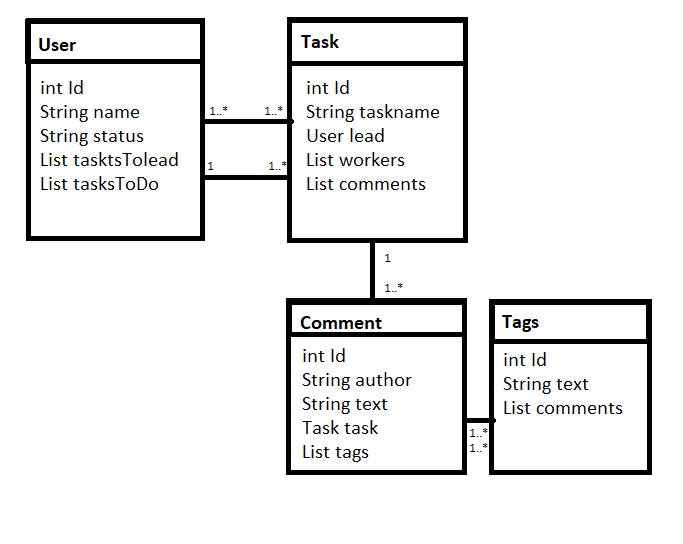 User
int Id
String name
String status
List tasktsTolead
List tasksToDo
1..* 1..*
1 1..*
Task
int Id
String taskname
User lead
List workers
List comments
1
1..*
Comment
int Id
String author
String text
Task task
List tags
1..*
1..*
Tags
int Id
String text
List comments